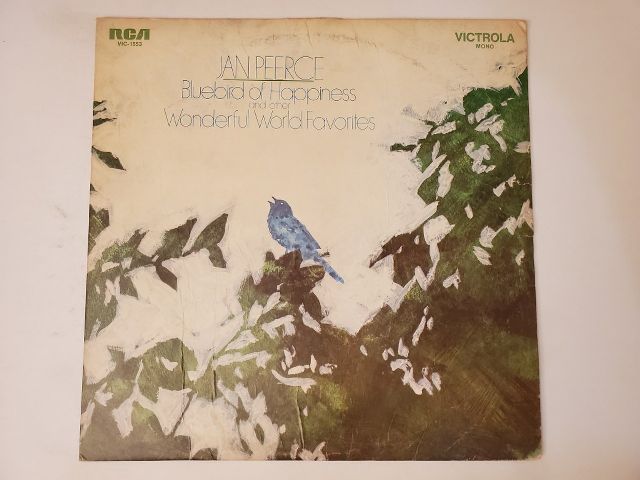 RCA
VIC-1553
VICTROLA
MONO
JAN PEERCE
Bluebird of Happiness
and other
Wonderful World Favorites